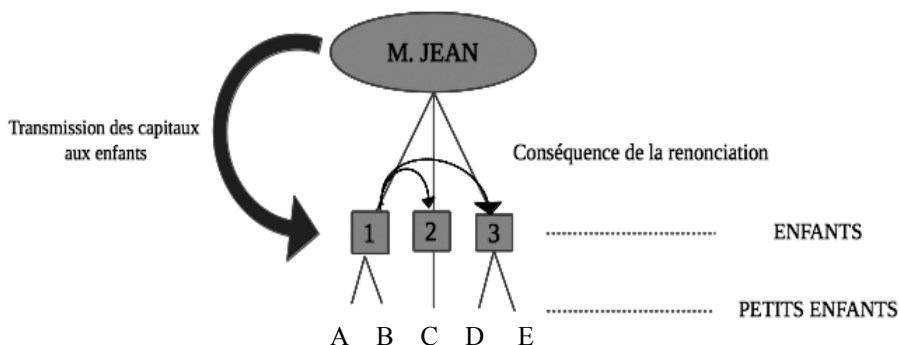 M. JEAN
Transmission des capitaux
aux enfants
Conséquence de la renonciation
1 2 3
ENFANTS
PETITS ENFANTS
A B C D E